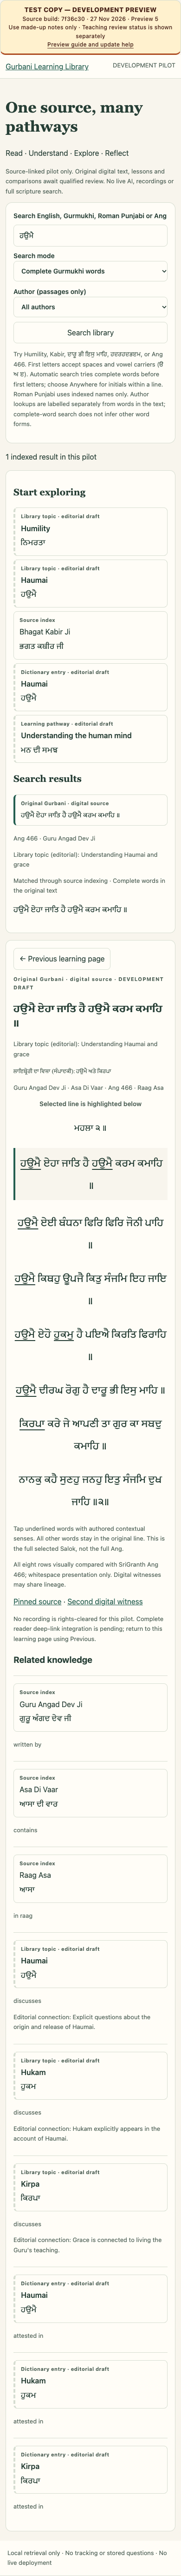 TEST COPY — DEVELOPMENT PREVIEW
Source build: 7f36c30 · 27 Nov 2026 · Preview 5
Use made-up notes only · Teaching review status is shown
separately
Preview guide and update help
Gurbani Learning Library
DEVELOPMENT PILOT
One source, many
pathways
Read · Understand · Explore · Reflect
Source-linked pilot only. Original digital text, lessons and
comparisons await qualified review. No live AI, recordings or
full scripture search.
Search English, Gurmukhi, Roman Punjabi or Ang
ਹਉਮੈ
Search mode
Complete Gurmukhi words
Author (passages only)
All authors
Search library
Try Humility, Kabir, ਦਾਰੂ ਭੀ ਇਸੁ ਮਾਹਿ, ਹਦਰਹਦਭਇਮ, or Ang
466. First letters accept spaces and vowel carriers (ੳ
ਅ ੲ). Automatic search tries complete words before
first letters; choose Anywhere for initials within a line.
Roman Punjabi uses indexed names only. Author
lookups are labelled separately from words in the text;
complete-word search does not infer other word
forms.
1 indexed result in this pilot
Start exploring
Library topic · editorial draft
Humility
ਨਿਮਰਤਾ
Library topic · editorial draft
Haumai
ਹਉਮੈ
Source index
Bhagat Kabir Ji
ਭਗਤ ਕਬੀਰ ਜੀ
Dictionary entry · editorial draft
Haumai
ਹਉਮੈ
Learning pathway · editorial draft
Understanding the human mind
ਮਨ ਦੀ ਸਮਝ
Search results
Original Gurbani · digital source
ਹਉਮੈ ਏਹਾ ਜਾਤਿ ਹੈ ਹਉਮੈ ਕਰਮ ਕਮਾਹਿ ॥
Ang 466 · Guru Angad Dev Ji
Library topic (editorial): Understanding Haumai and
grace
Matched through source indexing · Complete words in
the original text
ਹਉਮੈ ਏਹਾ ਜਾਤਿ ਹੈ ਹਉਮੈ ਕਰਮ ਕਮਾਹਿ ॥
← Previous learning page
Original Gurbani · digital source · DEVELOPMENT
DRAFT
ਹਉਮੈ ਏਹਾ ਜਾਤਿ ਹੈ ਹਉਮੈ ਕਰਮ ਕਮਾਹਿ
॥
Library topic (editorial): Understanding Haumai and
grace
ਲਾਇਬ੍ਰੇਰੀ ਦਾ ਵਿਸ਼ਾ (ਸੰਪਾਦਕੀ): ਹਉਮੈ ਅਤੇ ਕਿਰਪਾ
Guru Angad Dev Ji · Asa Di Vaar · Ang 466 · Raag Asa
Selected line is highlighted below
ਮਹਲਾ ੨ ॥
ਹਉਮੈ ਏਹਾ ਜਾਤਿ ਹੈ ਹਉਮੈ ਕਰਮ ਕਮਾਹਿ
॥
ਹਉਮੈ ਏਈ ਬੰਧਨਾ ਫਿਰਿ ਫਿਰਿ ਜੋਨੀ ਪਾਹਿ
॥
ਹਉਮੈ ਕਿਥਹੁ ਊਪਜੈ ਕਿਤੁ ਸੰਜਮਿ ਇਹ ਜਾਇ
॥
ਹਉਮੈ ਏਹੋ ਹੁਕਮੁ ਹੈ ਪਇਐ ਕਿਰਤਿ ਫਿਰਾਹਿ
॥
ਹਉਮੈ ਦੀਰਘ ਰੋਗੁ ਹੈ ਦਾਰੂ ਭੀ ਇਸੁ ਮਾਹਿ ॥
ਕਿਰਪਾ ਕਰੇ ਜੇ ਆਪਣੀ ਤਾ ਗੁਰ ਕਾ ਸਬਦੁ
ਕਮਾਹਿ ॥
ਨਾਨਕੁ ਕਹੈ ਸੁਣਹੁ ਜਨਹੁ ਇਤੁ ਸੰਜਮਿ ਦੁਖ
ਜਾਹਿ ॥੨॥
Tap underlined words with authored contextual
senses. All other words stay in the original line. This is
the full selected Salok, not the full Ang.
All eight rows visually compared with SriGranth Ang
466; whitespace presentation only. Digital witnesses
may share lineage.
Pinned source · Second digital witness
No recording is rights-cleared for this pilot. Complete
reader deep-link integration is pending; return to this
learning page using Previous.
Related knowledge
Source index
Guru Angad Dev Ji
ਗੁਰੂ ਅੰਗਦ ਦੇਵ ਜੀ
written by
Source index
Asa Di Vaar
ਆਸਾ ਦੀ ਵਾਰ
contains
Source index
Raag Asa
ਆਸਾ
in raag
Library topic · editorial draft
Haumai
ਹਉਮੈ
discusses
Editorial connection: Explicit questions about the
origin and release of Haumai.
Library topic · editorial draft
Hukam
ਹੁਕਮ
discusses
Editorial connection: Hukam explicitly appears in the
account of Haumai.
Library topic · editorial draft
Kirpa
ਕਿਰਪਾ
discusses
Editorial connection: Grace is connected to living the
Guru's teaching.
Dictionary entry · editorial draft
Haumai
ਹਉਮੈ
attested in
Dictionary entry · editorial draft
Hukam
ਹੁਕਮ
attested in
Dictionary entry · editorial draft
Kirpa
ਕਿਰਪਾ
attested in
Local retrieval only · No tracking or stored questions · No
live deployment